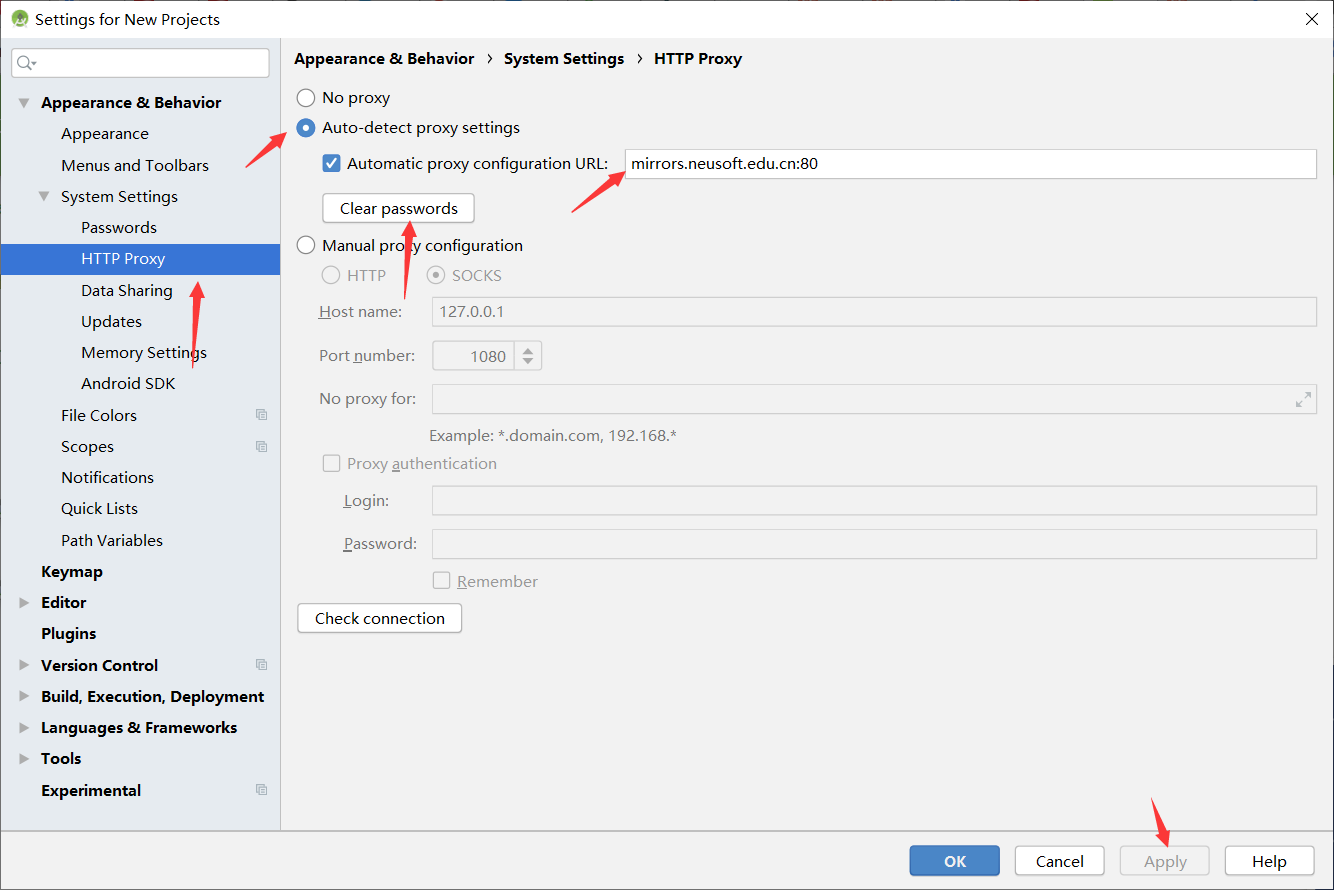 Settings for New Projects
Appearance & Behavior
Appearance
Menus and Toolbars
System Settings
Passwords
HTTP Proxy
Data Sharing
Updates
Memory Settings
Android SDK
File Colors
Scopes
Notifications
Quick Lists
Path Variables
Keymap
Editor
Plugins
Version Control
Build, Execution, Deployment
Languages & Frameworks
Tools
Experimental
Appearance & Behavior › System Settings › HTTP Proxy
No proxy
Auto-detect proxy settings
Automatic proxy configuration URL: mirrors.neusoft.edu.cn:80
Clear passwords
Manual proxy configuration
HTTP SOCKS
Host name: 127.0.0.1
Port number: 1080
No proxy for:
Example: *.domain.com, 192.168.*
Proxy authentication
Login:
Password:
Remember
Check connection
OK Cancel Apply Help